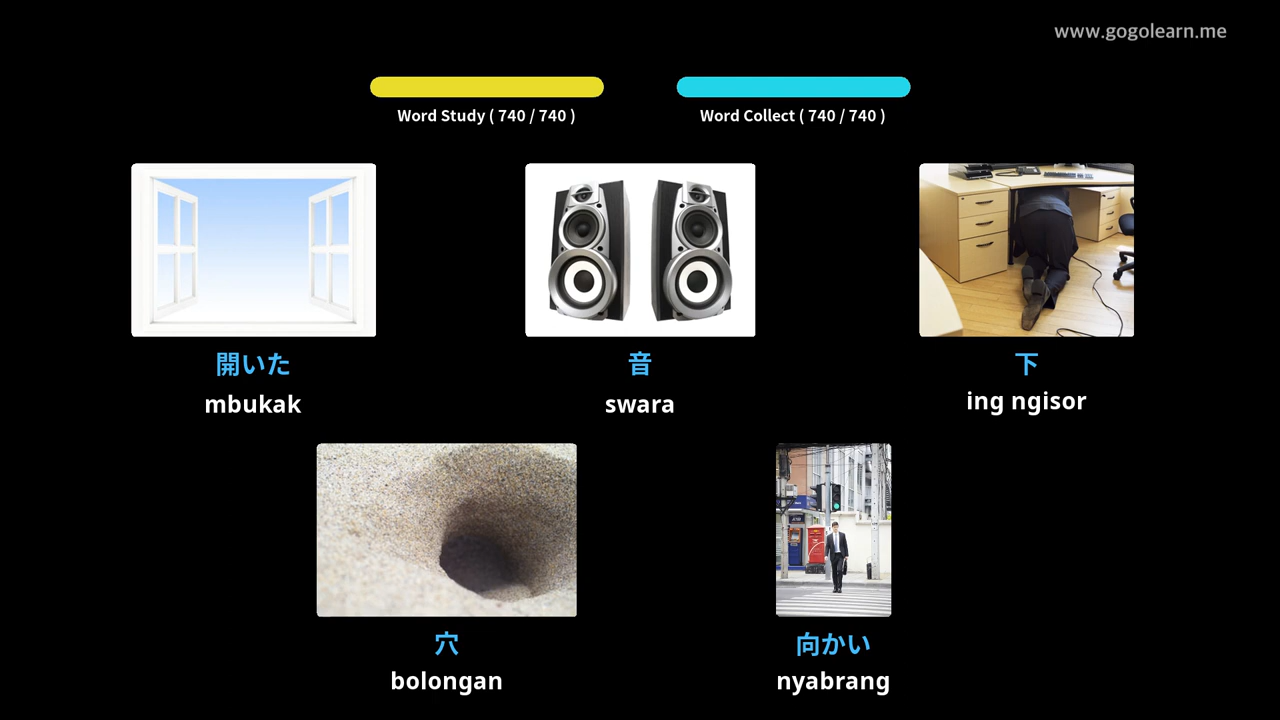 www.gogolearn.me
Word Study ( 740 / 740 )
Word Collect ( 740 / 740 )
開いた
mbukak
音
swara
下
ing ngisor
穴
bolongan
向かい
nyabrang